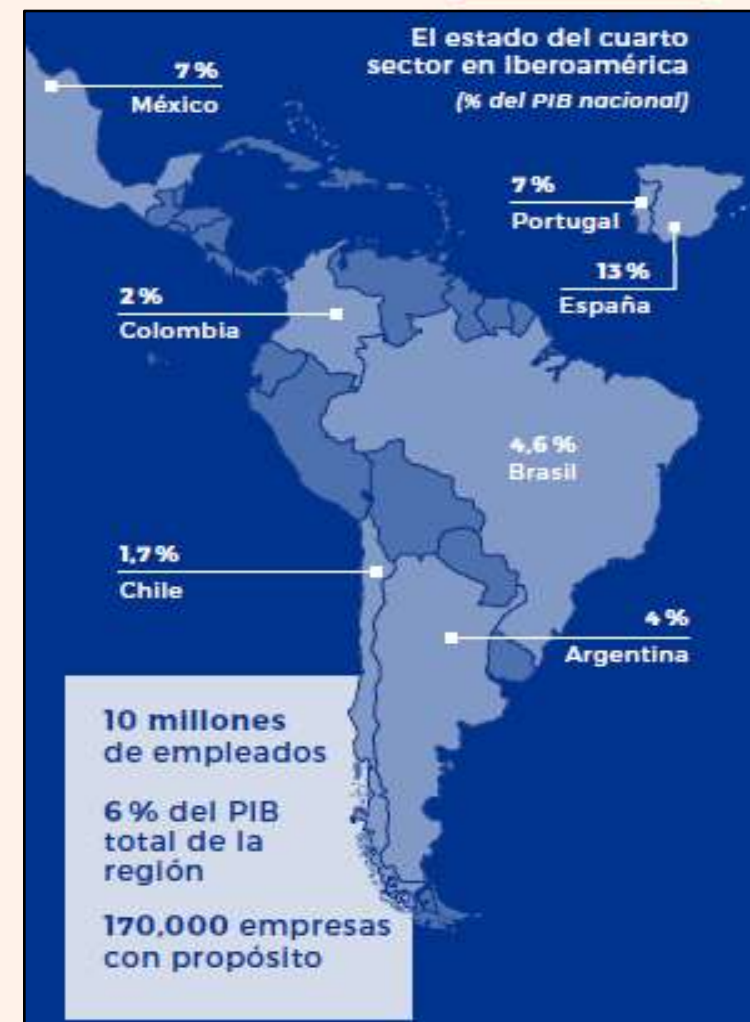 El estado del cuarto
sector en Iberoamérica
(% del PIB nacional)
7 %
México
7 %
Portugal
13 %
España
2 %
Colombia
4,6 %
Brasil
1,7 %
Chile
4 %
Argentina
10 millones
de empleados
6 % del PIB
total de la
región
170,000 empresas
con propósito